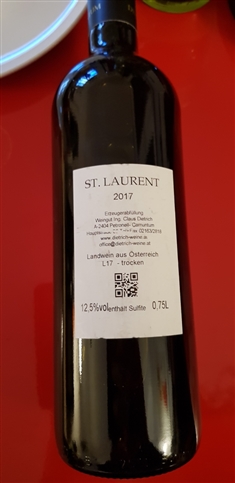 ST. LAURENT
2017
Erzeugerabfüllung
Weingut Ing. Claus Dietrich
A-2404 Petronell-Carnuntum
www.dietrich-weine.at
office@dietrich-weine.at
Landwein aus Österreich
L17 - trocken
12,5%vol enthält Sulfite 0,75L